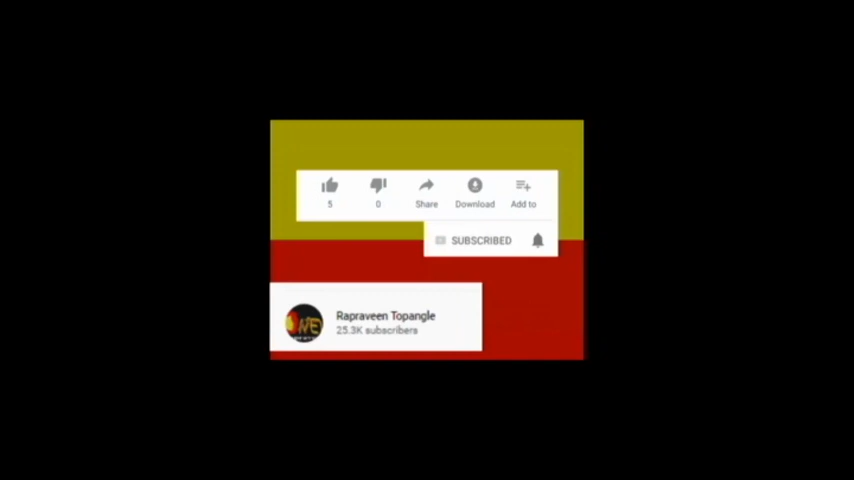 5 0 Share Download Add to
SUBSCRIBED
Rapraveen Topangle
25.3K subscribers